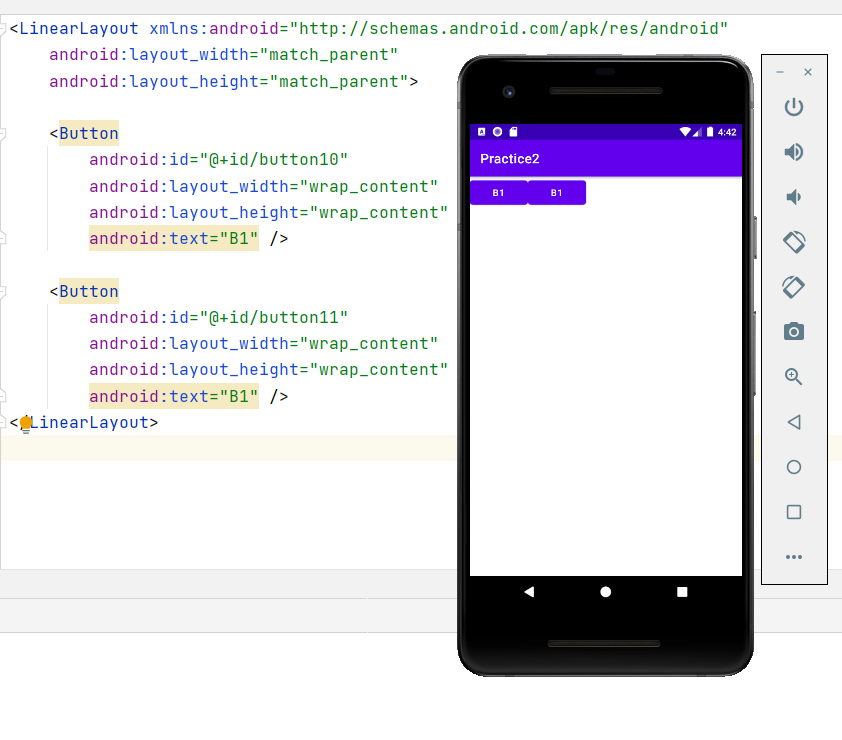 <LinearLayout xmlns:android="http://schemas.android.com/apk/res/android"
android:layout_width="match_parent"
android:layout_height="match_parent">
<Button
android:id="@+id/button10"
android:layout_width="wrap_content"
android:layout_height="wrap_content"
android:text="B1" />
<Button
android:id="@+id/button11"
android:layout_width="wrap_content"
android:layout_height="wrap_content"
android:text="B1" />
</LinearLayout>
4:42
Practice2
B1 B1